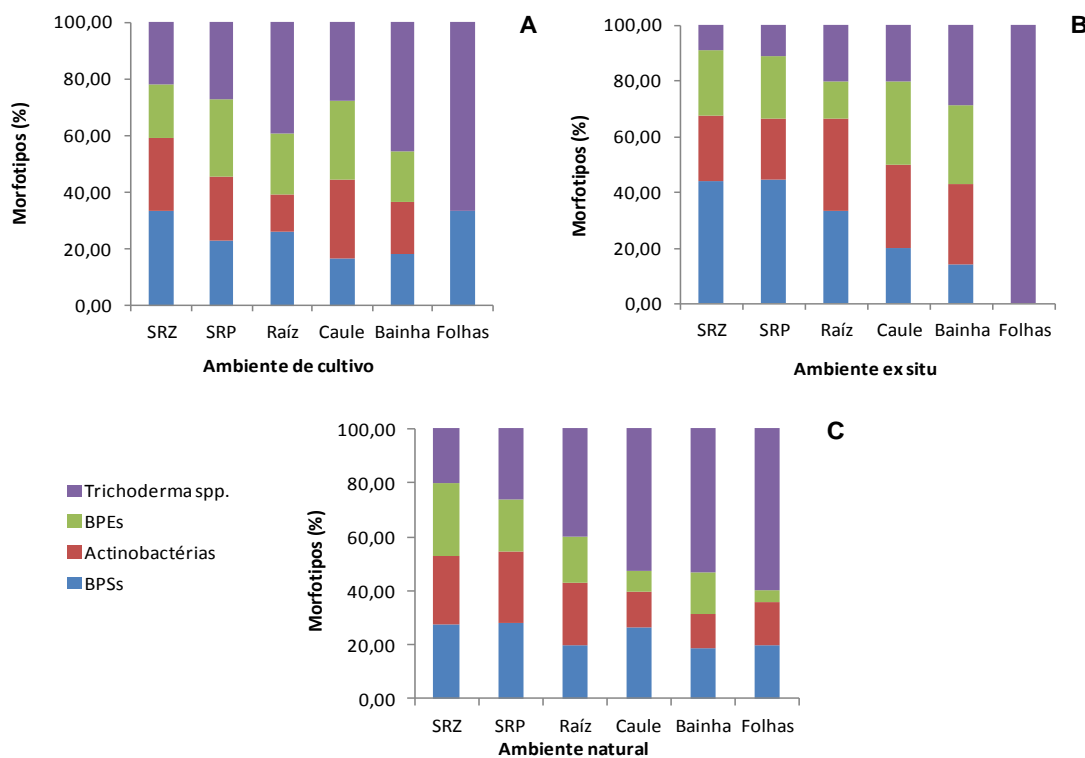 A
Morfotipos (%)
100,00
80,00
60,00
40,00
20,00
0,00
SRZ SRP Raíz Caule Bainha Folhas
Ambiente de cultivo
B
Morfotipos (%)
100,00
80,00
60,00
40,00
20,00
0,00
SRZ SRP Raíz Caule Bainha Folhas
Ambiente ex situ
C
Morfotipos (%)
100,00
80,00
60,00
40,00
20,00
0,00
SRZ SRP Raíz Caule Bainha Folhas
Ambiente natural
Trichoderma spp.
BPEs
Actinobactérias
BPSs